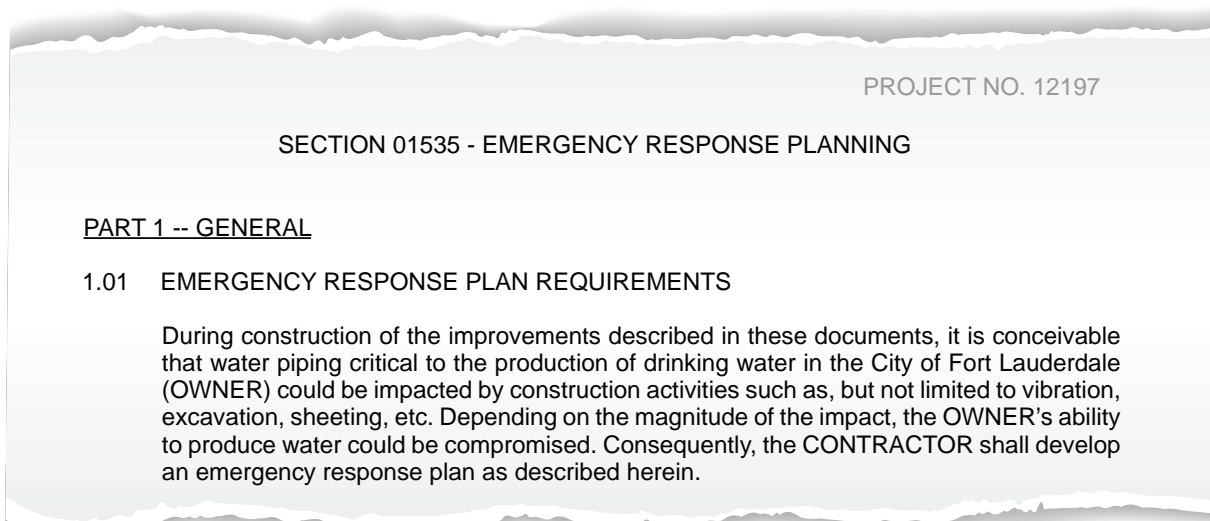 PROJECT NO. 12197
SECTION 01535 - EMERGENCY RESPONSE PLANNING
PART 1 -- GENERAL
1.01 EMERGENCY RESPONSE PLAN REQUIREMENTS
During construction of the improvements described in these documents, it is conceivable
that water piping critical to the production of drinking water in the City of Fort Lauderdale
(OWNER) could be impacted by construction activities such as, but not limited to vibration,
excavation, sheeting, etc. Depending on the magnitude of the impact, the OWNER's ability
to produce water could be compromised. Consequently, the CONTRACTOR shall develop
an emergency response plan as described herein.